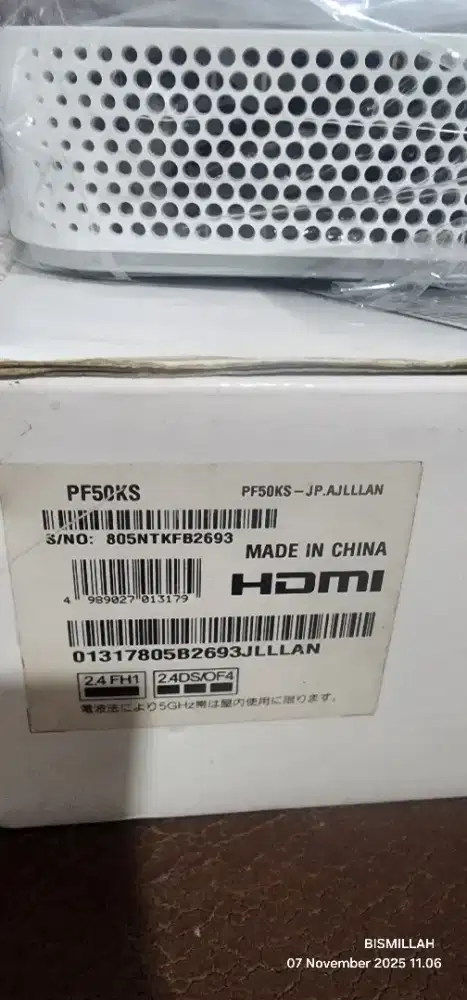 PF50KS
PF50KS-JP.AJLLLAN
S/NO: 805NTKFB2693
MADE IN CHINA
HDMI
4 989027 013179
01317805B2693JLLLAN
2.4 FH1
2.4DS/OF4
電波法により5GHz帯は屋内使用に限ります。
BISMILLAH
07 November 2025 11.06